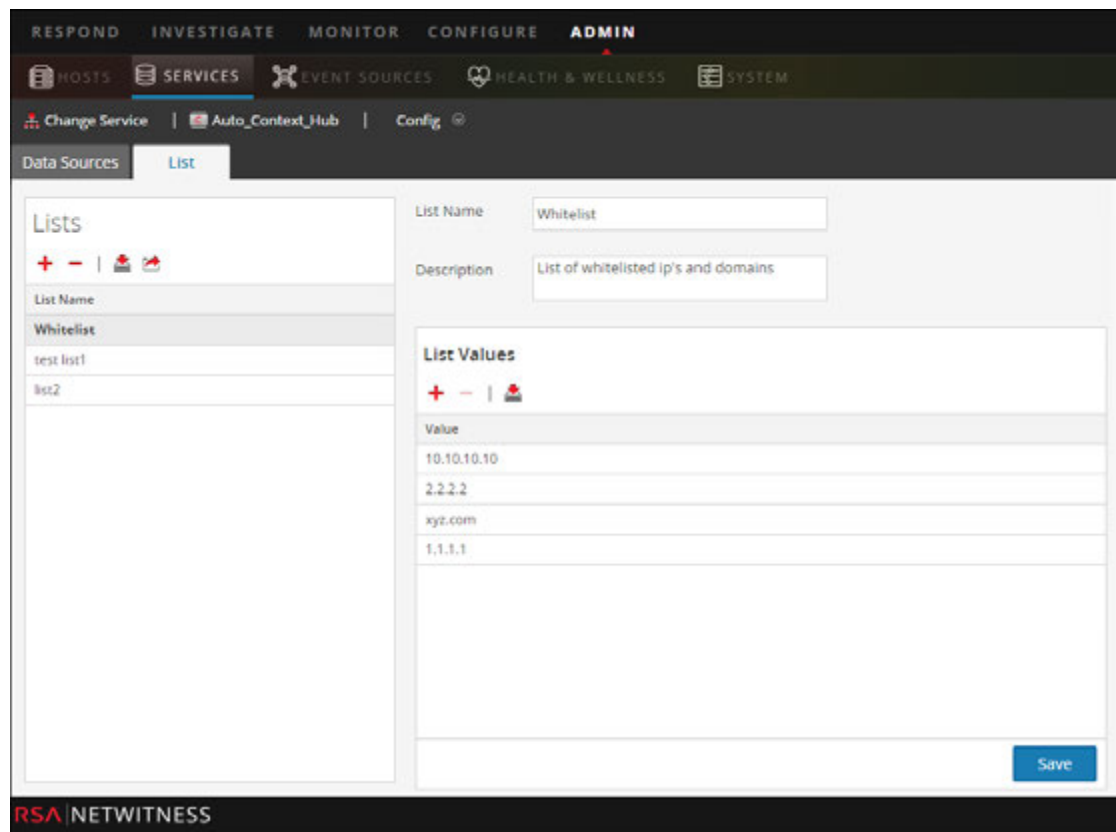 RESPOND INVESTIGATE MONITOR CONFIGURE ADMIN
HOSTS SERVICES EVENT SOURCES HEALTH & WELLNESS SYSTEM
Change Service | Auto_Context_Hub | Config
Data Sources List
Lists
List Name
Whitelist
test list1
list2
List Name Whitelist
Description List of whitelisted ip's and domains
List Values
Value
10.10.10.10
2.2.2.2
xyz.com
1.1.1.1
Save
RSA NETWITNESS